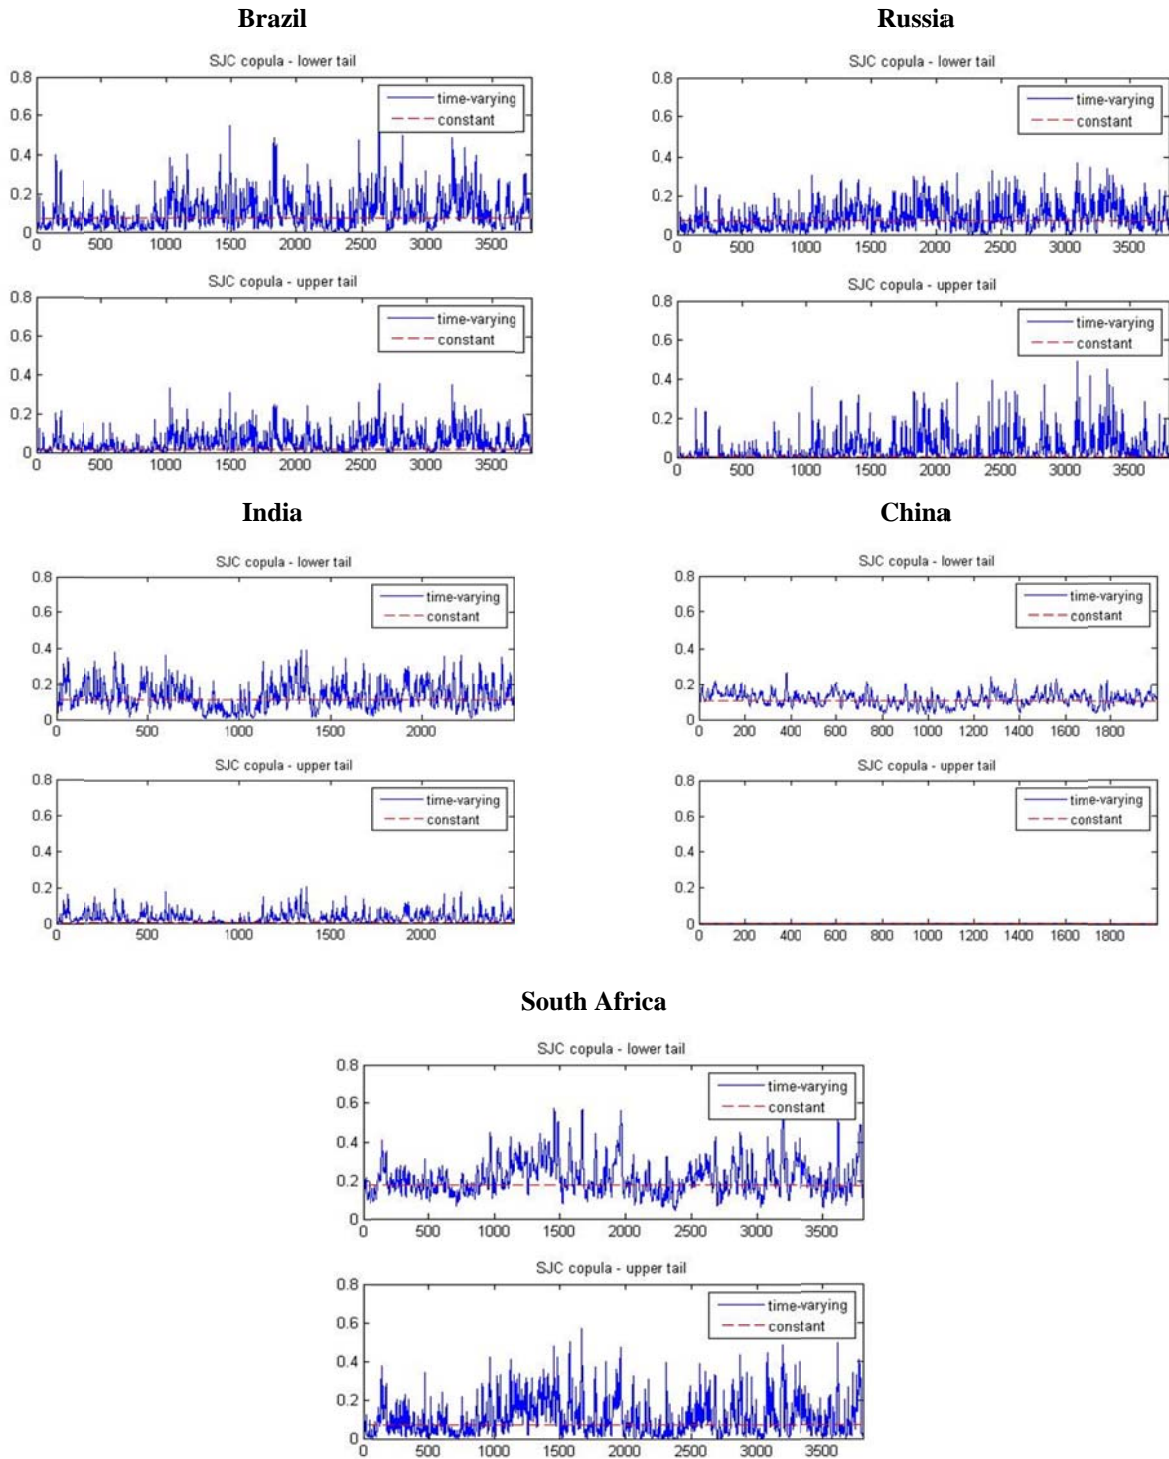 Brazil
SJC copula - lower tail
0.8
0.6
0.4
0.2
0
time-varying
constant
0 500 1000 1500 2000 2500 3000 3500
SJC copula - upper tail
0.8
0.6
0.4
0.2
0
time-varying
constant
0 500 1000 1500 2000 2500 3000 3500
Russia
SJC copula - lower tail
0.8
0.6
0.4
0.2
0
time-varying
constant
0 500 1000 1500 2000 2500 3000 3500
SJC copula - upper tail
0.8
0.6
0.4
0.2
0
time-varying
constant
0 500 1000 1500 2000 2500 3000 3500
India
SJC copula - lower tail
0.8
0.6
0.4
0.2
0
time-varying
constant
0 500 1000 1500 2000
SJC copula - upper tail
0.8
0.6
0.4
0.2
0
time-varying
constant
0 500 1000 1500 2000
China
SJC copula - lower tail
0.8
0.6
0.4
0.2
0
time-varying
constant
0 200 400 600 800 1000 1200 1400 1600 1800
SJC copula - upper tail
0.8
0.6
0.4
0.2
0
time-varying
constant
0 200 400 600 800 1000 1200 1400 1600 1800
South Africa
SJC copula - lower tail
0.8
0.6
0.4
0.2
0
time-varying
constant
0 500 1000 1500 2000 2500 3000 3500
SJC copula - upper tail
0.8
0.6
0.4
0.2
0
time-varying
constant
0 500 1000 1500 2000 2500 3000 3500